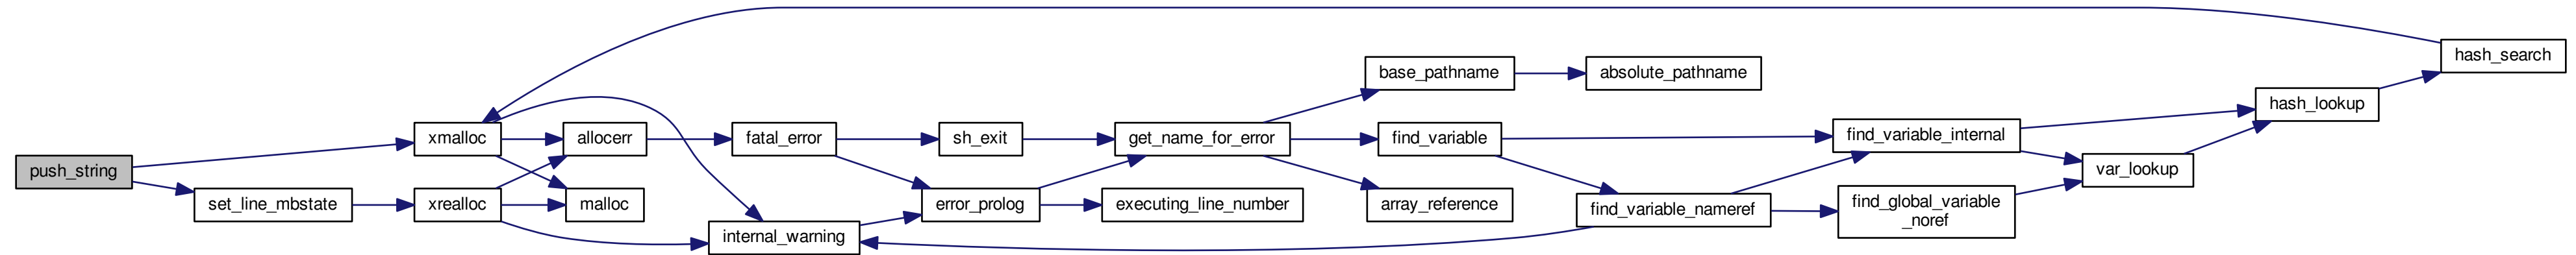 push_string
xmalloc
set_line_mbstate
xrealloc
allocerr
malloc
fatal_error
internal_warning
sh_exit
error_prolog
get_name_for_error
executing_line_number
base_pathname
find_variable
array_reference
absolute_pathname
find_variable_nameref
find_variable_internal
find_global_variable
_noref
var_lookup
hash_lookup
hash_search